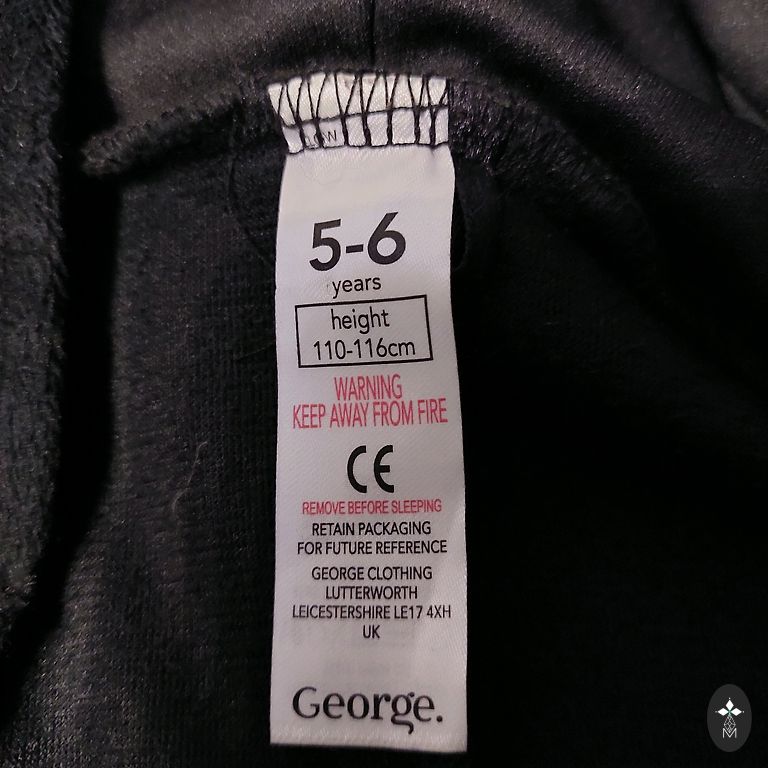 5-6
years
height
110-116cm
WARNING
KEEP AWAY FROM FIRE
CE
REMOVE BEFORE SLEEPING
RETAIN PACKAGING
FOR FUTURE REFERENCE
GEORGE CLOTHING
LUTTERWORTH
LEICESTERSHIRE LE17 4XH
UK
George.
M